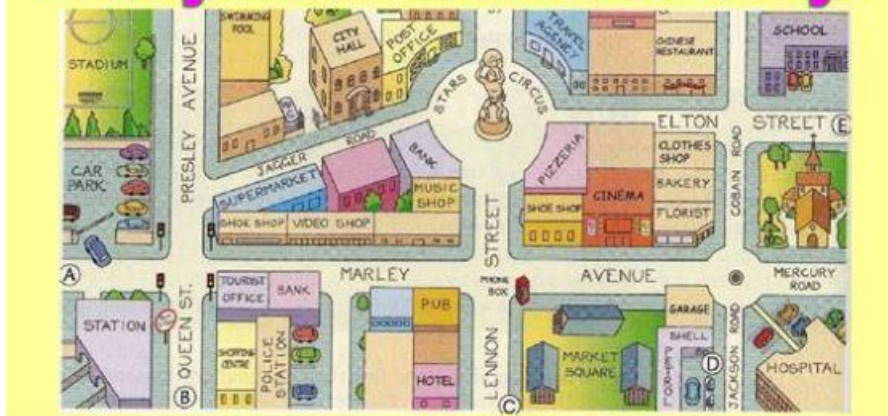 SWIMMING
POOL
CITY
HALL
POST
OFFICE
TRAVEL
AGENCY
CHINESE
RESTAURANT
SCHOOL
STADIUM
PRESLEY AVENUE
STARS CIRCUS
ELTON STREET
E
CAR
PARK
JAGGER ROAD
BANK
PIZZERIA
CLOTHES
SHOP
COBAIN ROAD
SUPERMARKET
MUSIC
SHOP
CINEMA
BAKERY
SHOE SHOP
VIDEO SHOP
SHOE SHOP
FLORIST
A
MARLEY AVENUE
MERCURY
ROAD
TOURIST
OFFICE
BANK
PHONE
BOX
STATION
QUEEN ST.
PUB
LENNON STREET
GARAGE
SHELL
JACKSON ROAD
SHOPPING
CENTRE
POLICE
STATION
MARKET
SQUARE
D
HOSPITAL
HOTEL
B
C